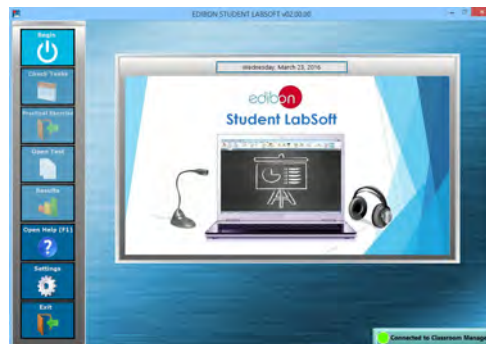 EDIBON STUDENT LABSOFT v02.00.00
Begin
Check Tasks
Practical Exercise
Open Test
Results
Open Help (F1)
Settings
Exit
Wednesday, March 23, 2016
edibon
Student LabSoft
Connected to Classroom Manage